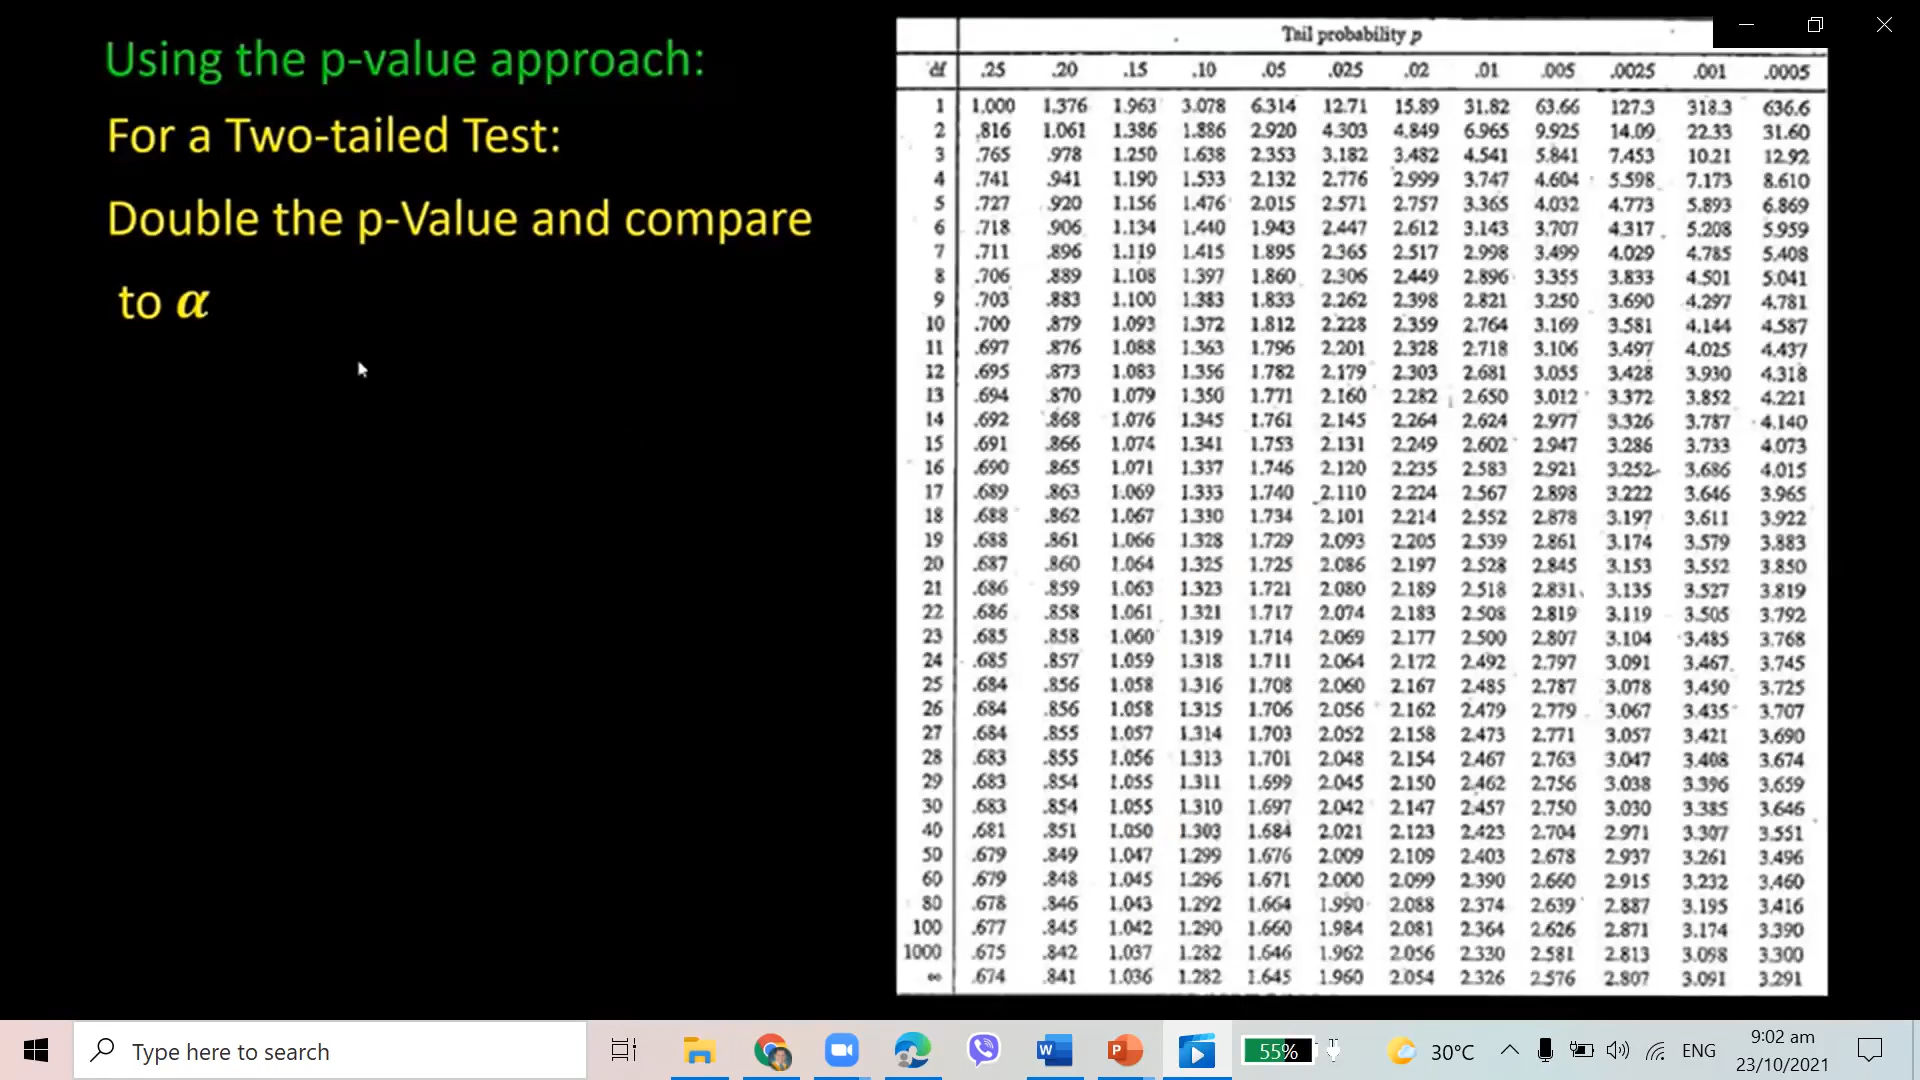 Using the p-value approach:
For a Two-tailed Test:
Double the p-Value and compare
to α
Tail probability p
df .25 .20 .15 .10 .05 .025 .02 .01 .005 .0025 .001 .0005
1 1.000 1.376 1.963 3.078 6.314 12.71 15.89 31.82 63.66 127.3 318.3 636.6
2 .816 1.061 1.386 1.886 2.920 4.303 4.849 6.965 9.925 14.09 22.33 31.60
3 .765 .978 1.250 1.638 2.353 3.182 3.482 4.541 5.841 7.453 10.21 12.92
4 .741 .941 1.190 1.533 2.132 2.776 2.999 3.747 4.604 5.598 7.173 8.610
5 .727 .920 1.156 1.476 2.015 2.571 2.757 3.365 4.032 4.773 5.893 6.869
6 .718 .906 1.134 1.440 1.943 2.447 2.612 3.143 3.707 4.317 5.208 5.959
7 .711 .896 1.119 1.415 1.895 2.365 2.517 2.998 3.499 4.029 4.785 5.408
8 .706 .889 1.108 1.397 1.860 2.306 2.449 2.896 3.355 3.833 4.501 5.041
9 .703 .883 1.100 1.383 1.833 2.262 2.398 2.821 3.250 3.690 4.297 4.781
10 .700 .879 1.093 1.372 1.812 2.228 2.359 2.764 3.169 3.581 4.144 4.587
11 .697 .876 1.088 1.363 1.796 2.201 2.328 2.718 3.106 3.497 4.025 4.437
12 .695 .873 1.083 1.356 1.782 2.179 2.303 2.681 3.055 3.428 3.930 4.318
13 .694 .870 1.079 1.350 1.771 2.160 2.282 2.650 3.012 3.372 3.852 4.221
14 .692 .868 1.076 1.345 1.761 2.145 2.264 2.624 2.977 3.326 3.787 4.140
15 .691 .866 1.074 1.341 1.753 2.131 2.249 2.602 2.947 3.286 3.733 4.073
16 .690 .865 1.071 1.337 1.746 2.120 2.235 2.583 2.921 3.252 3.686 4.015
17 .689 .863 1.069 1.333 1.740 2.110 2.224 2.567 2.898 3.222 3.646 3.965
18 .688 .862 1.067 1.330 1.734 2.101 2.214 2.552 2.878 3.197 3.611 3.922
19 .688 .861 1.066 1.328 1.729 2.093 2.205 2.539 2.861 3.174 3.579 3.883
20 .687 .860 1.064 1.325 1.725 2.086 2.197 2.528 2.845 3.153 3.552 3.850
21 .686 .859 1.063 1.323 1.721 2.080 2.189 2.518 2.831 3.135 3.527 3.819
22 .686 .858 1.061 1.321 1.717 2.074 2.183 2.508 2.819 3.119 3.505 3.792
23 .685 .858 1.060 1.319 1.714 2.069 2.177 2.500 2.807 3.104 3.485 3.768
24 .685 .857 1.059 1.318 1.711 2.064 2.172 2.492 2.797 3.091 3.467 3.745
25 .684 .856 1.058 1.316 1.708 2.060 2.167 2.485 2.787 3.078 3.450 3.725
26 .684 .856 1.058 1.315 1.706 2.056 2.162 2.479 2.779 3.067 3.435 3.707
27 .684 .855 1.057 1.314 1.703 2.052 2.158 2.473 2.771 3.057 3.421 3.690
28 .683 .855 1.056 1.313 1.701 2.048 2.154 2.467 2.763 3.047 3.408 3.674
29 .683 .854 1.055 1.311 1.699 2.045 2.150 2.462 2.756 3.038 3.396 3.659
30 .683 .854 1.055 1.310 1.697 2.042 2.147 2.457 2.750 3.030 3.385 3.646
40 .681 .851 1.050 1.303 1.684 2.021 2.123 2.423 2.704 2.971 3.307 3.551
50 .679 .849 1.047 1.299 1.676 2.009 2.109 2.403 2.678 2.937 3.261 3.496
60 .679 .848 1.045 1.296 1.671 2.000 2.099 2.390 2.660 2.915 3.232 3.460
80 .678 .846 1.043 1.292 1.664 1.990 2.088 2.374 2.639 2.887 3.195 3.416
100 .677 .845 1.042 1.290 1.660 1.984 2.081 2.364 2.626 2.871 3.174 3.390
1000 .675 .842 1.037 1.282 1.646 1.962 2.056 2.330 2.581 2.813 3.098 3.300
∞ .674 .841 1.036 1.282 1.645 1.960 2.054 2.326 2.576 2.807 3.091 3.291
Type here to search
W
P
55%
30°C
ENG
9:02 am
23/10/2021